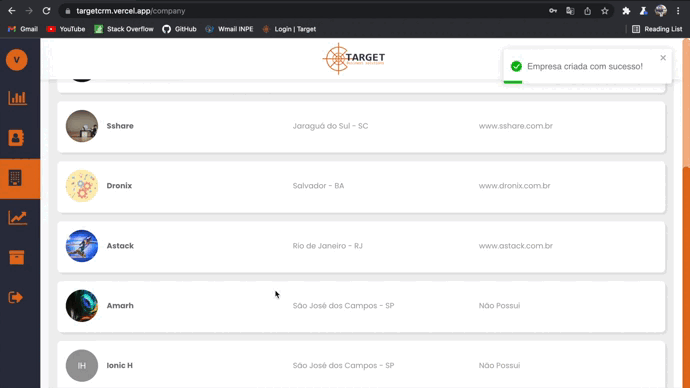 targetcrm.vercel.app/company
Gmail YouTube Stack Overflow GitHub Wmail INPE Login | Target Reading List
V
TARGET
Empresa criada com sucesso!
Sshare Jaraguá do Sul - SC www.sshare.com.br
Dronix Salvador - BA www.dronix.com.br
Astack Rio de Janeiro - RJ www.astack.com.br
Amarh São José dos Campos - SP Não Possui
IH Ionic H São José dos Campos - SP Não Possui